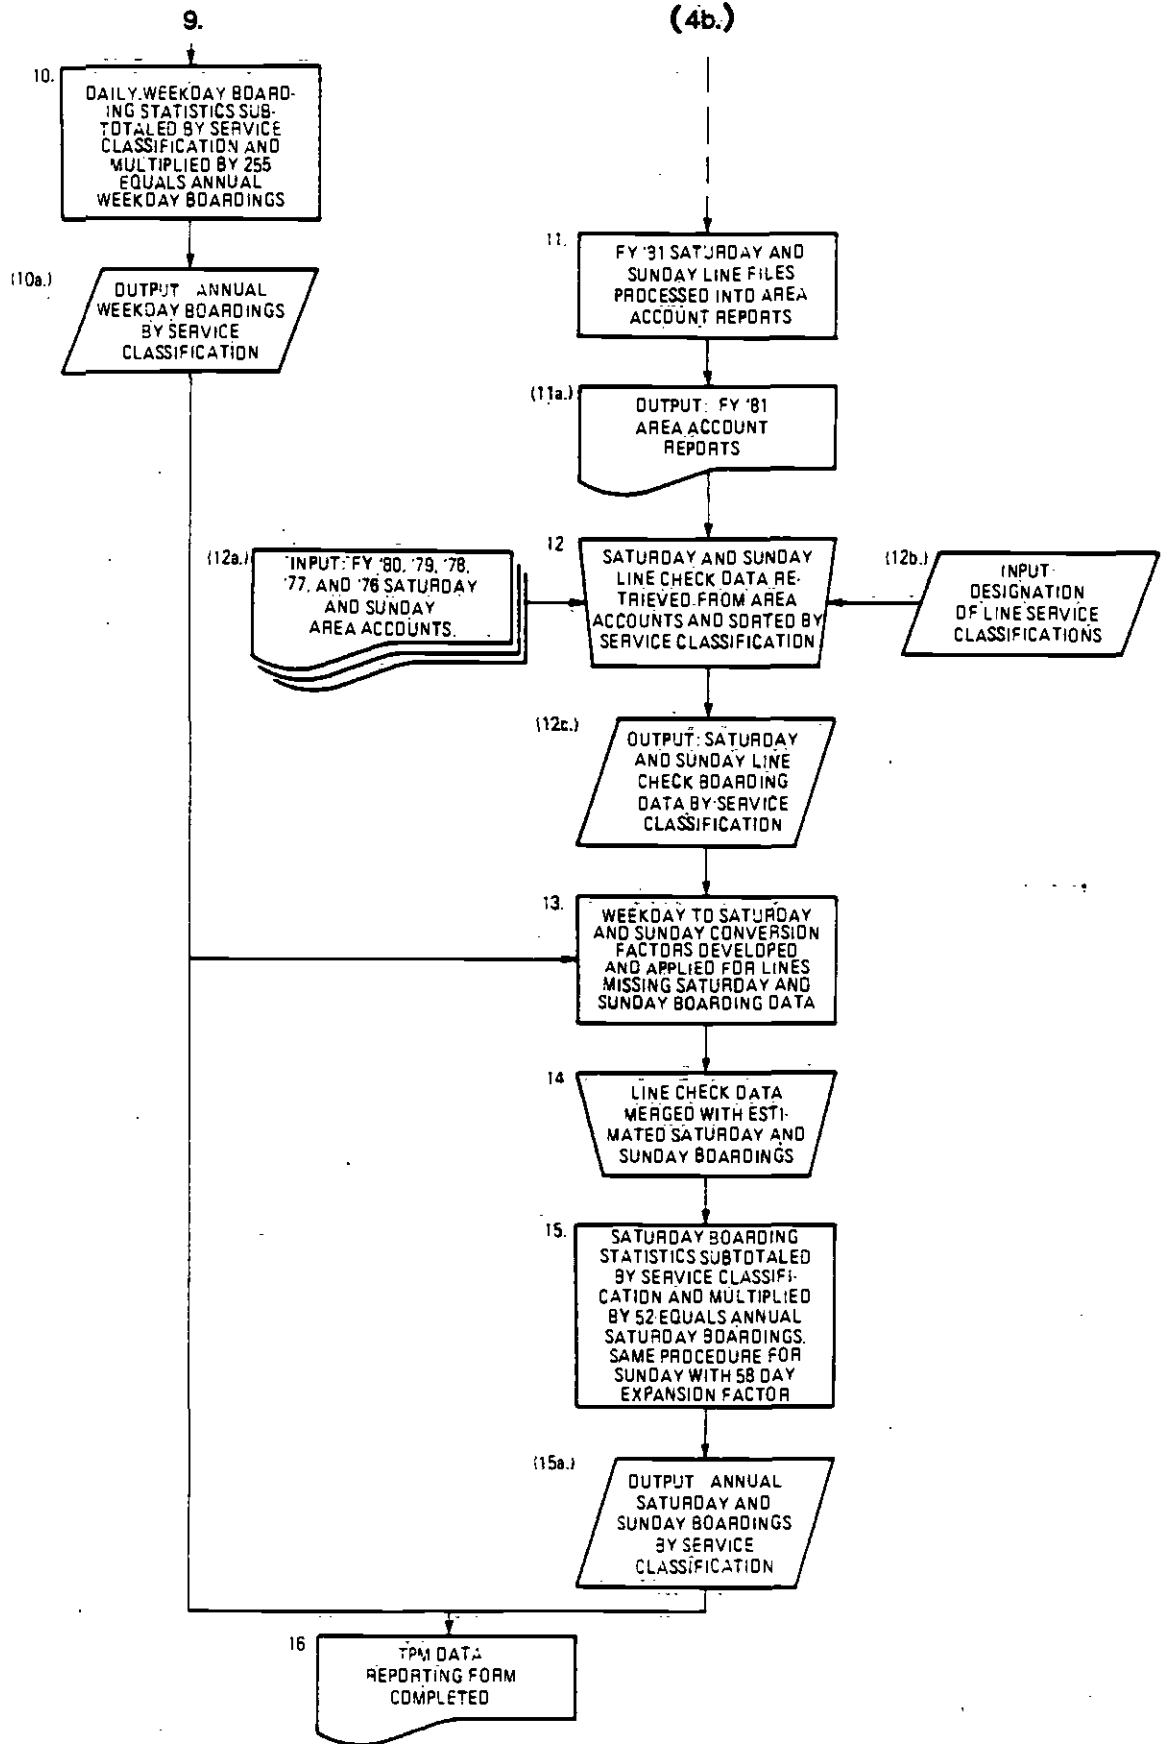 9.
(4b.)
10.
DAILY WEEKDAY BOARD-
ING STATISTICS SUB-
TOTALED BY SERVICE
CLASSIFICATION AND
MULTIPLIED BY 255
EQUALS ANNUAL
WEEKDAY BOARDINGS
(10a.)
OUTPUT ANNUAL
WEEKDAY BOARDINGS
BY SERVICE
CLASSIFICATION
11.
FY '81 SATURDAY AND
SUNDAY LINE FILES
PROCESSED INTO AREA
ACCOUNT REPORTS
(11a.)
OUTPUT: FY '81
AREA ACCOUNT
REPORTS
(12a.)
INPUT: FY '80, '79, '78,
'77, AND '76 SATURDAY
AND SUNDAY
AREA ACCOUNTS.
12
SATURDAY AND SUNDAY
LINE CHECK DATA RE-
TRIEVED FROM AREA
ACCOUNTS AND SORTED BY
SERVICE CLASSIFICATION
(12b.)
INPUT:
DESIGNATION
OF LINE SERVICE
CLASSIFICATIONS
(12c.)
OUTPUT: SATURDAY
AND SUNDAY LINE
CHECK BOARDING
DATA BY SERVICE
CLASSIFICATION
13.
WEEKDAY TO SATURDAY
AND SUNDAY CONVERSION
FACTORS DEVELOPED
AND APPLIED FOR LINES
MISSING SATURDAY AND
SUNDAY BOARDING DATA
14
LINE CHECK DATA
MERGED WITH ESTI-
MATED SATURDAY AND
SUNDAY BOARDINGS
15.
SATURDAY BOARDING
STATISTICS SUBTOTALED
BY SERVICE CLASSIFI-
CATION AND MULTIPLIED
BY 52 EQUALS ANNUAL
SATURDAY BOARDINGS.
SAME PROCEDURE FOR
SUNDAY WITH 58 DAY
EXPANSION FACTOR
(15a.)
OUTPUT ANNUAL
SATURDAY AND
SUNDAY BOARDINGS
BY SERVICE
CLASSIFICATION
16
TPM DATA
REPORTING FORM
COMPLETED